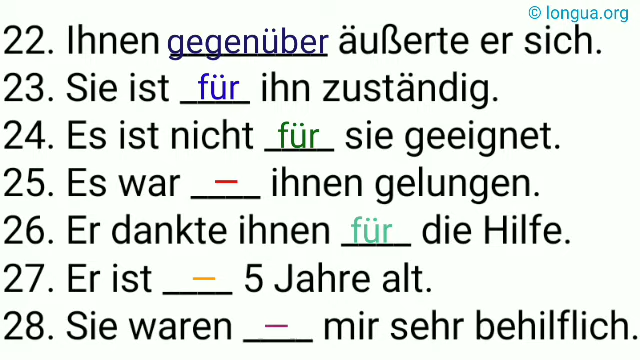 © longua.org
22. Ihnen gegenüber äußerte er sich.
23. Sie ist für ihn zuständig.
24. Es ist nicht für sie geeignet.
25. Es war — ihnen gelungen.
26. Er dankte ihnen für die Hilfe.
27. Er ist — 5 Jahre alt.
28. Sie waren — mir sehr behilflich.